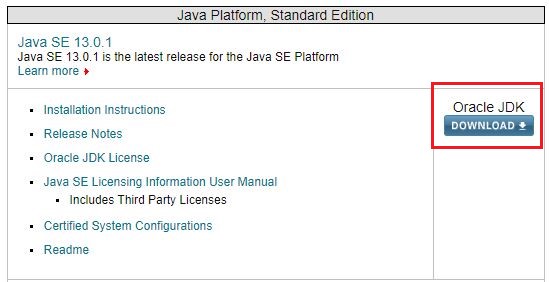 Java Platform, Standard Edition
Java SE 13.0.1
Java SE 13.0.1 is the latest release for the Java SE Platform
Learn more
Installation Instructions
Release Notes
Oracle JDK License
Java SE Licensing Information User Manual
Includes Third Party Licenses
Certified System Configurations
Readme
Oracle JDK
DOWNLOAD